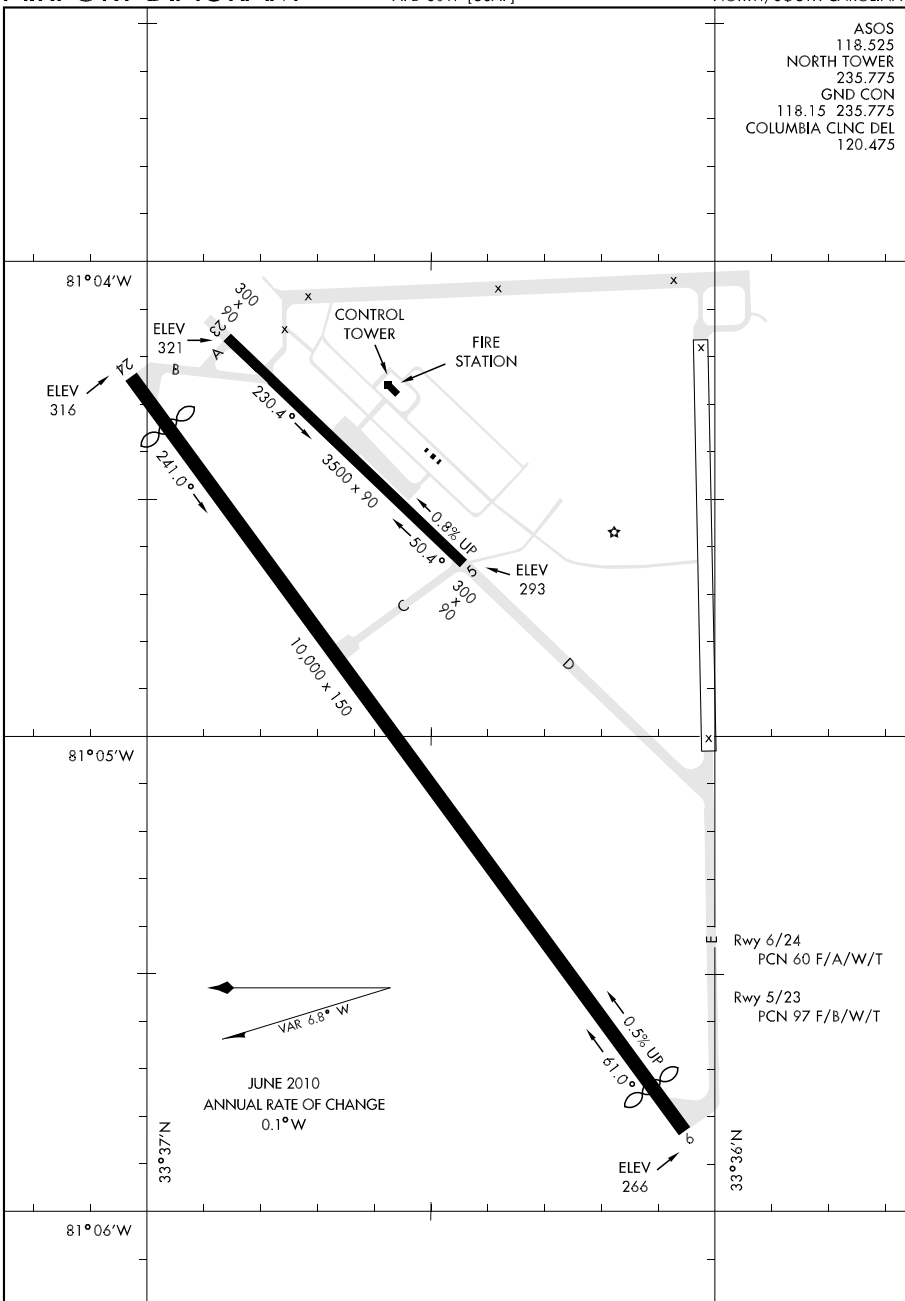 ASOS
118.525
NORTH TOWER
235.775
GND CON
118.15 235.775
COLUMBIA CLNC DEL
120.475
81°04'W
300 x 90
23
ELEV
321
A
B
24
ELEV
316
CONTROL
TOWER
FIRE
STATION
x
x
x
x
x
230.4°
241.0°
3500 x 90
0.8% UP
50.4°
5
ELEV
293
300 x 90
C
D
10,000 x 150
x
81°05'W
E
Rwy 6/24
PCN 60 F/A/W/T
Rwy 5/23
PCN 97 F/B/W/T
VAR 6.8° W
0.5% UP
61.0°
JUNE 2010
ANNUAL RATE OF CHANGE
0.1°W
33°37'N
6
33°36'N
ELEV
266
81°06'W